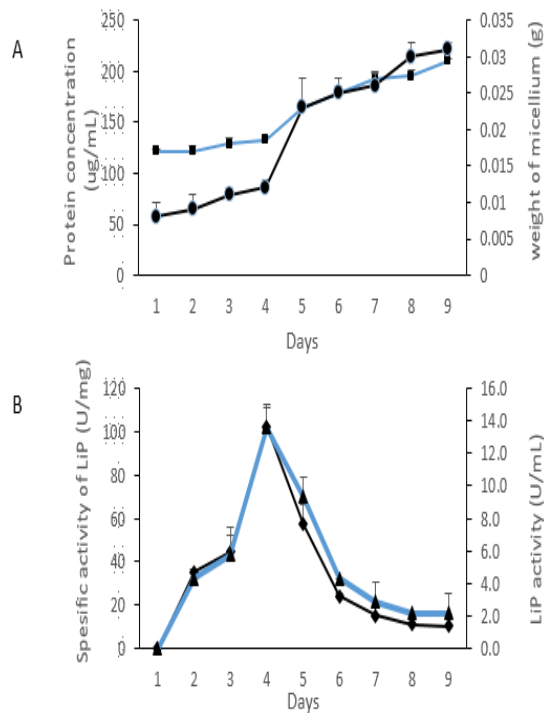 A
Protein concentration
(ug/mL)
250
200
150
100
50
0
0.035
0.03
0.025
0.02
0.015
0.01
0.005
0
weight of micellium (g)
1 2 3 4 5 6 7 8 9
Days
B
Spesific activity of LiP (U/mg)
120
100
80
60
40
20
0
16.0
14.0
12.0
10.0
8.0
6.0
4.0
2.0
0.0
LiP activity (U/mL)
1 2 3 4 5 6 7 8 9
Days